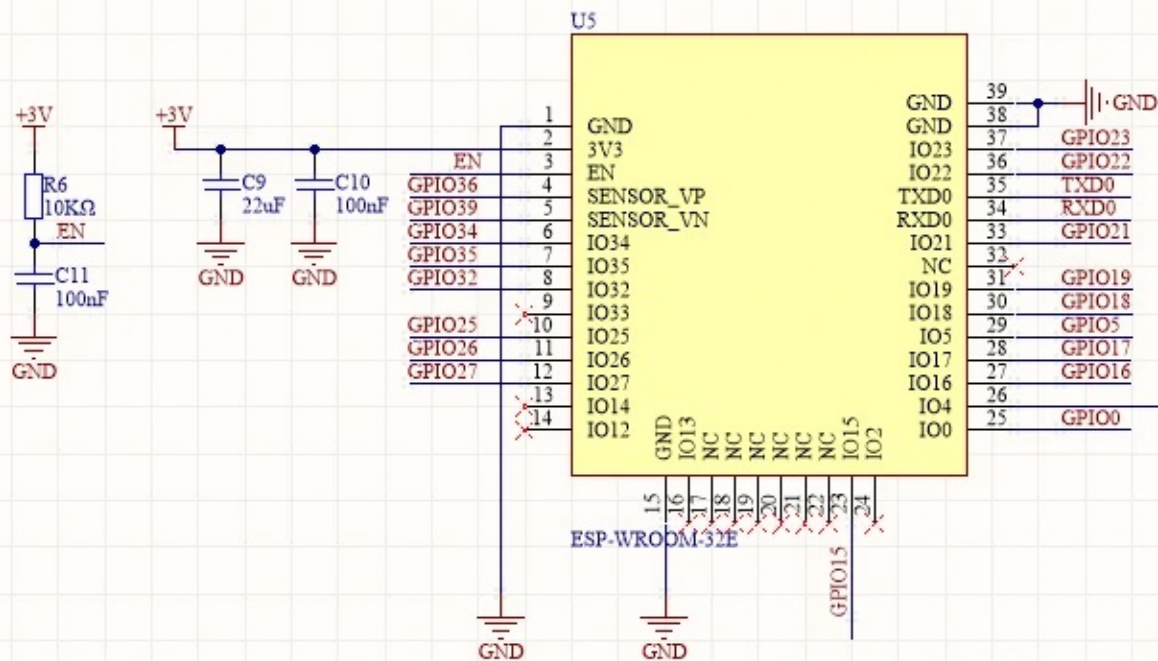 U5
+3V
R6
10KΩ
EN
C11
100nF
GND
+3V
C9
22uF
GND
C10
100nF
GND
1 GND
2 3V3
EN 3 EN
GPIO36 4 SENSOR_VP
GPIO39 5 SENSOR_VN
GPIO34 6 IO34
GPIO35 7 IO35
GPIO32 8 IO32
9 IO33
GPIO25 10 IO25
GPIO26 11 IO26
GPIO27 12 IO27
13 IO14
14 IO12
GND 39 GND
GND 38
IO23 37 GPIO23
IO22 36 GPIO22
TXD0 35 TXD0
RXD0 34 RXD0
IO21 33 GPIO21
NC 32
IO19 31 GPIO19
IO18 30 GPIO18
IO5 29 GPIO5
IO17 28 GPIO17
IO16 27 GPIO16
IO4 26
IO0 25 GPIO0
GND 15
IO13 16
NC 17
NC 18
NC 19
NC 20
NC 21
NC 22
IO15 23 GPIO15
IO2 24
ESP-WROOM-32E
GND
GND